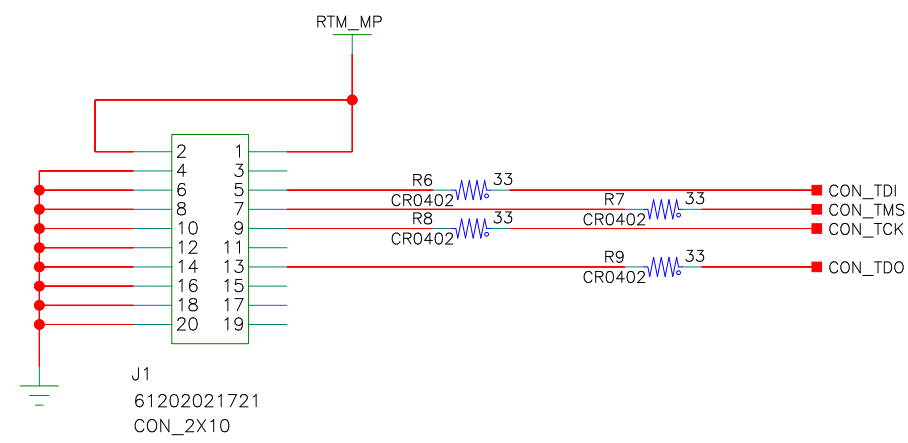 RTM_MP
2 1
4 3
6 5
8 7
10 9
12 11
14 13
16 15
18 17
20 19
R6 33
CR0402
CON_TDI
R7 33
CR0402
CON_TMS
R8 33
CR0402
CON_TCK
R9 33
CR0402
CON_TDO
J1
61202021721
CON_2X10